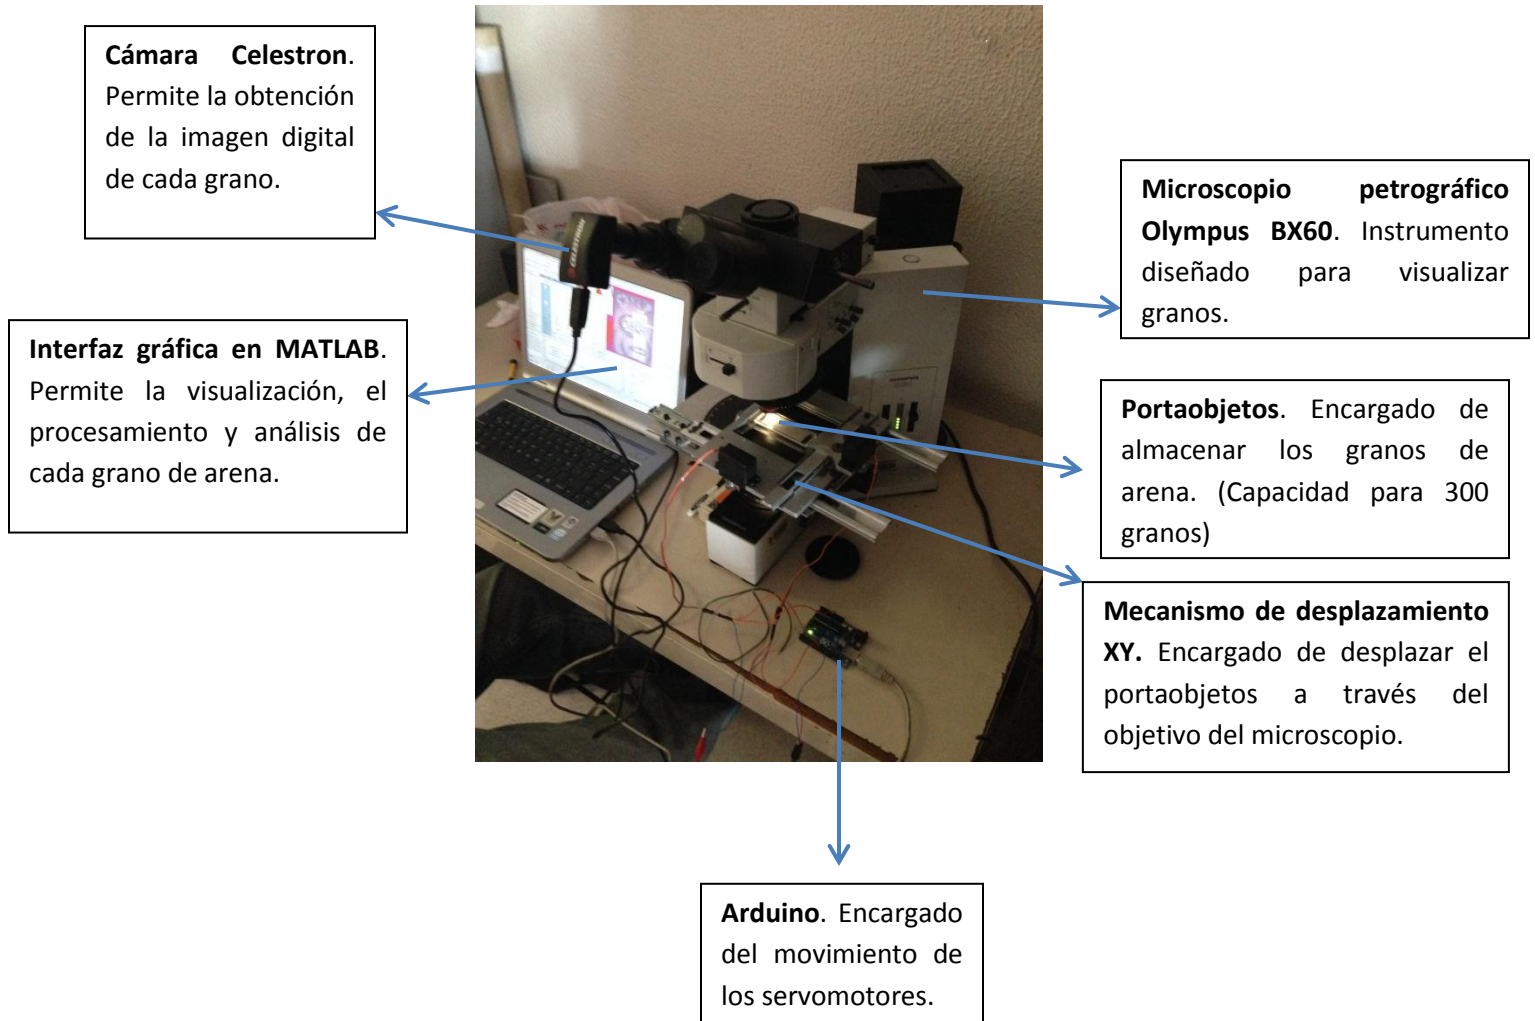 Cámara Celestron.
Permite la obtención
de la imagen digital
de cada grano.
Microscopio petrográfico
Olympus BX60. Instrumento
diseñado para visualizar
granos.
Interfaz gráfica en MATLAB.
Permite la visualización, el
procesamiento y análisis de
cada grano de arena.
CELESTRON
Portaobjetos. Encargado de
almacenar los granos de
arena. (Capacidad para 300
granos)
Mecanismo de desplazamiento
XY. Encargado de desplazar el
portaobjetos a través del
objetivo del microscopio.
Arduino. Encargado
del movimiento de
los servomotores.